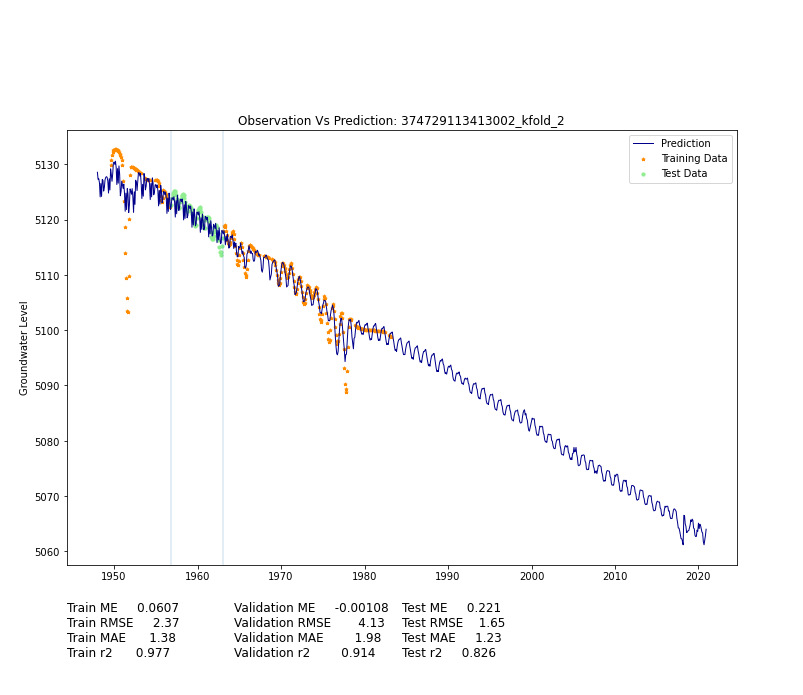 Observation Vs Prediction: 374729113413002_kfold_2
Prediction
Training Data
Test Data
Groundwater Level
5130
5120
5110
5100
5090
5080
5070
5060
1950 1960 1970 1980 1990 2000 2010 2020
Train ME 0.0607 Validation ME -0.00108 Test ME 0.221
Train RMSE 2.37 Validation RMSE 4.13 Test RMSE 1.65
Train MAE 1.38 Validation MAE 1.98 Test MAE 1.23
Train r2 0.977 Validation r2 0.914 Test r2 0.826